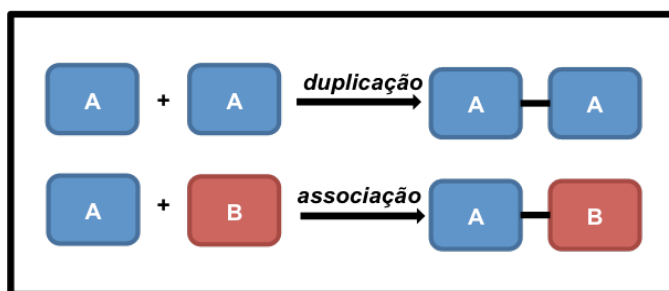 duplicação
A + A A A
associação
A + B A B